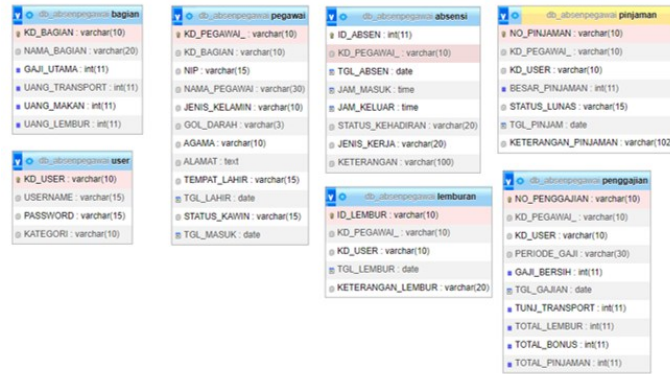 db_absenpegawai bagian
KD_BAGIAN : varchar(10)
NAMA_BAGIAN : varchar(20)
GAJI_UTAMA : int(11)
UANG_TRANSPORT : int(11)
UANG_MAKAN : int(11)
UANG_LEMBUR : int(11)
db_absenpegawai user
KD_USER : varchar(10)
USERNAME : varchar(15)
PASSWORD : varchar(15)
KATEGORI : varchar(10)
db_absenpegawai pegawai
KD_PEGAWAI_ : varchar(10)
KD_BAGIAN : varchar(10)
NIP : varchar(15)
NAMA_PEGAWAI : varchar(30)
JENIS_KELAMIN : varchar(10)
GOL_DARAH : varchar(3)
AGAMA : varchar(10)
ALAMAT : text
TEMPAT_LAHIR : varchar(15)
TGL_LAHIR : date
STATUS_KAWIN : varchar(15)
TGL_MASUK : date
db_absenpegawai absensi
ID_ABSEN : int(11)
KD_PEGAWAI_ : varchar(10)
TGL_ABSEN : date
JAM_MASUK : time
JAM_KELUAR : time
STATUS_KEHADIRAN : varchar(20)
JENIS_KERJA : varchar(20)
KETERANGAN : varchar(100)
db_absenpegawai lemburan
ID_LEMBUR : varchar(10)
KD_PEGAWAI_ : varchar(10)
KD_USER : varchar(10)
TGL_LEMBUR : date
KETERANGAN_LEMBUR : varchar(20)
db_absenpegawai pinjaman
NO_PINJAMAN : varchar(10)
KD_PEGAWAI_ : varchar(10)
KD_USER : varchar(10)
BESAR_PINJAMAN : int(11)
STATUS_LUNAS : varchar(15)
TGL_PINJAM : date
KETERANGAN_PINJAMAN : varchar(102
db_absenpegawai penggajian
NO_PENGGAJIAN : varchar(10)
KD_PEGAWAI_ : varchar(10)
KD_USER : varchar(10)
PERIODE_GAJI : varchar(30)
GAJI_BERSIH : int(11)
TGL_GAJIAN : date
TUNJ_TRANSPORT : int(11)
TOTAL_LEMBUR : int(11)
TOTAL_BONUS : int(11)
TOTAL_PINJAMAN : int(11)